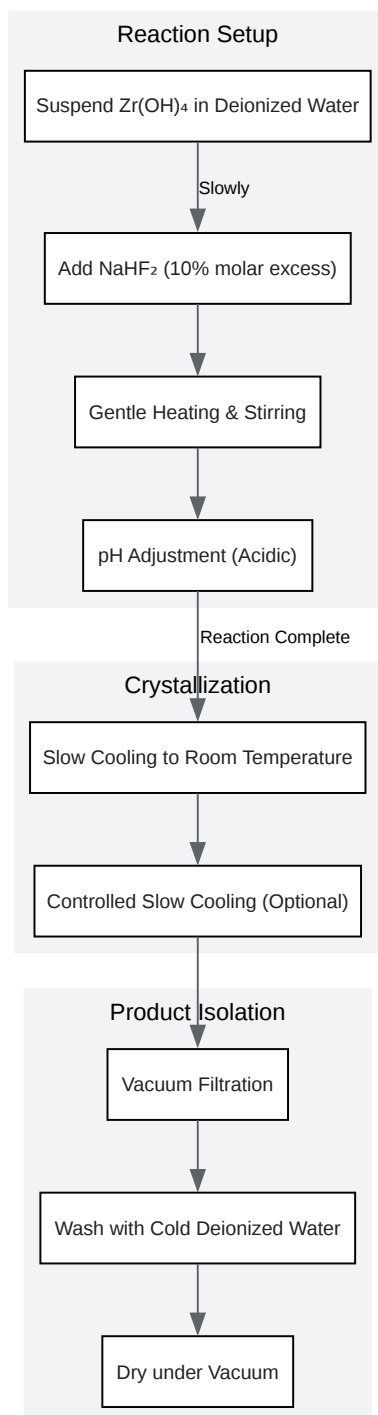 Reaction Setup
Suspend Zr(OH)₄ in Deionized Water
Slowly
Add NaHF₂ (10% molar excess)
Gentle Heating & Stirring
pH Adjustment (Acidic)
Reaction Complete
Crystallization
Slow Cooling to Room Temperature
Controlled Slow Cooling (Optional)
Product Isolation
Vacuum Filtration
Wash with Cold Deionized Water
Dry under Vacuum